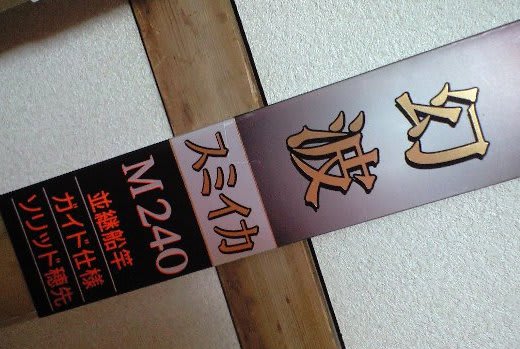 幻波
スミイカ
M240
並継船竿
ガイド仕様
ソリッド穂先